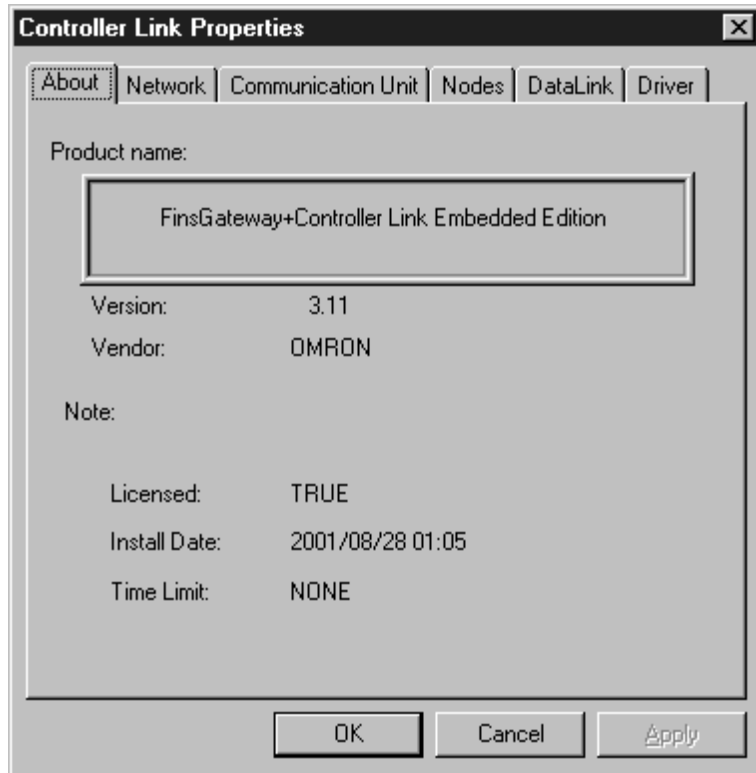 Controller Link Properties
About Network Communication Unit Nodes DataLink Driver
Product name:
FinsGateway+Controller Link Embedded Edition
Version: 3.11
Vendor: OMRON
Note:
Licensed: TRUE
Install Date: 2001/08/28 01:05
Time Limit: NONE
OK Cancel Apply